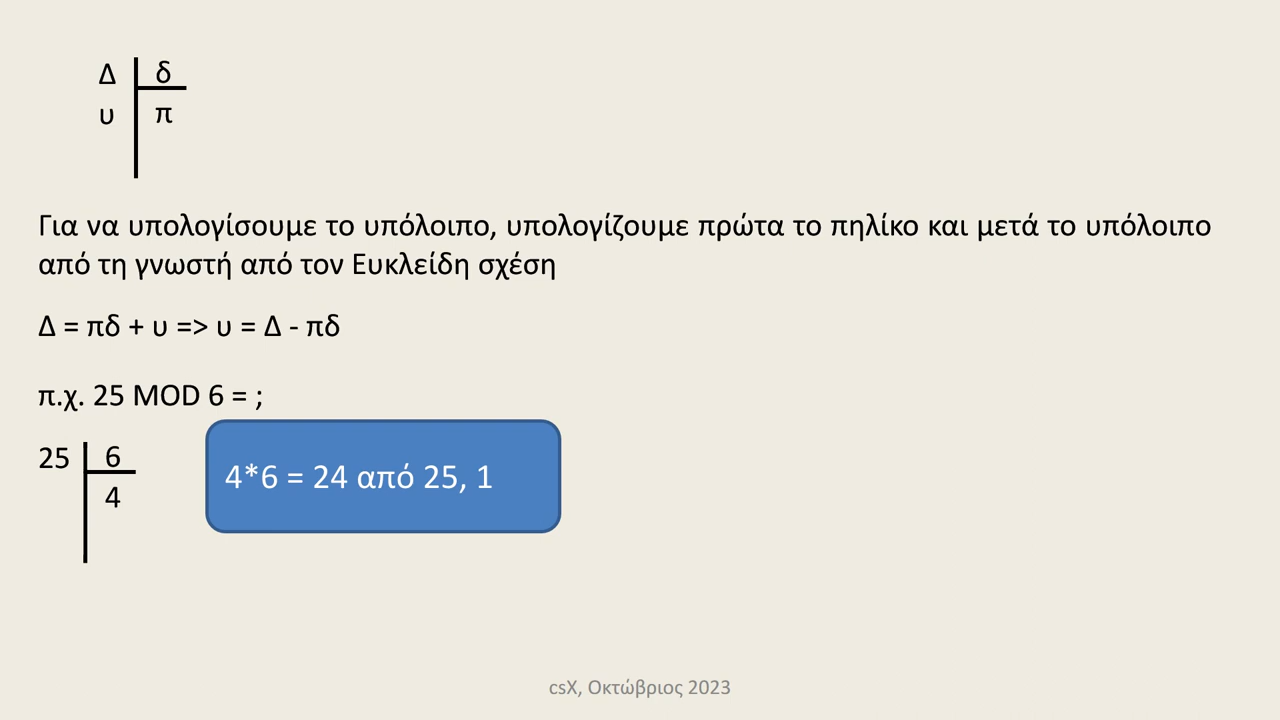 Δ δ
υ π
Για να υπολογίσουμε το υπόλοιπο, υπολογίζουμε πρώτα το πηλίκο και μετά το υπόλοιπο
από τη γνωστή από τον Ευκλείδη σχέση
Δ = πδ + υ => υ = Δ - πδ
π.χ. 25 MOD 6 = ;
25 6
4
4*6 = 24 από 25, 1
csX, Οκτώβριος 2023